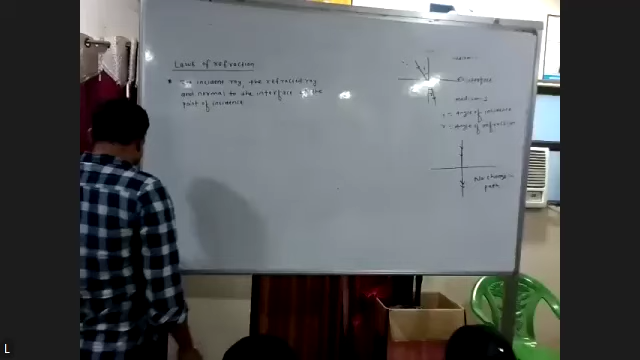 Laws of refraction
* The incident ray, the refracted ray
and normal to the interface at the
point of incidence
interface
medium 2
i = Angle of incidence
r = Angle of refraction
No change in
path
L